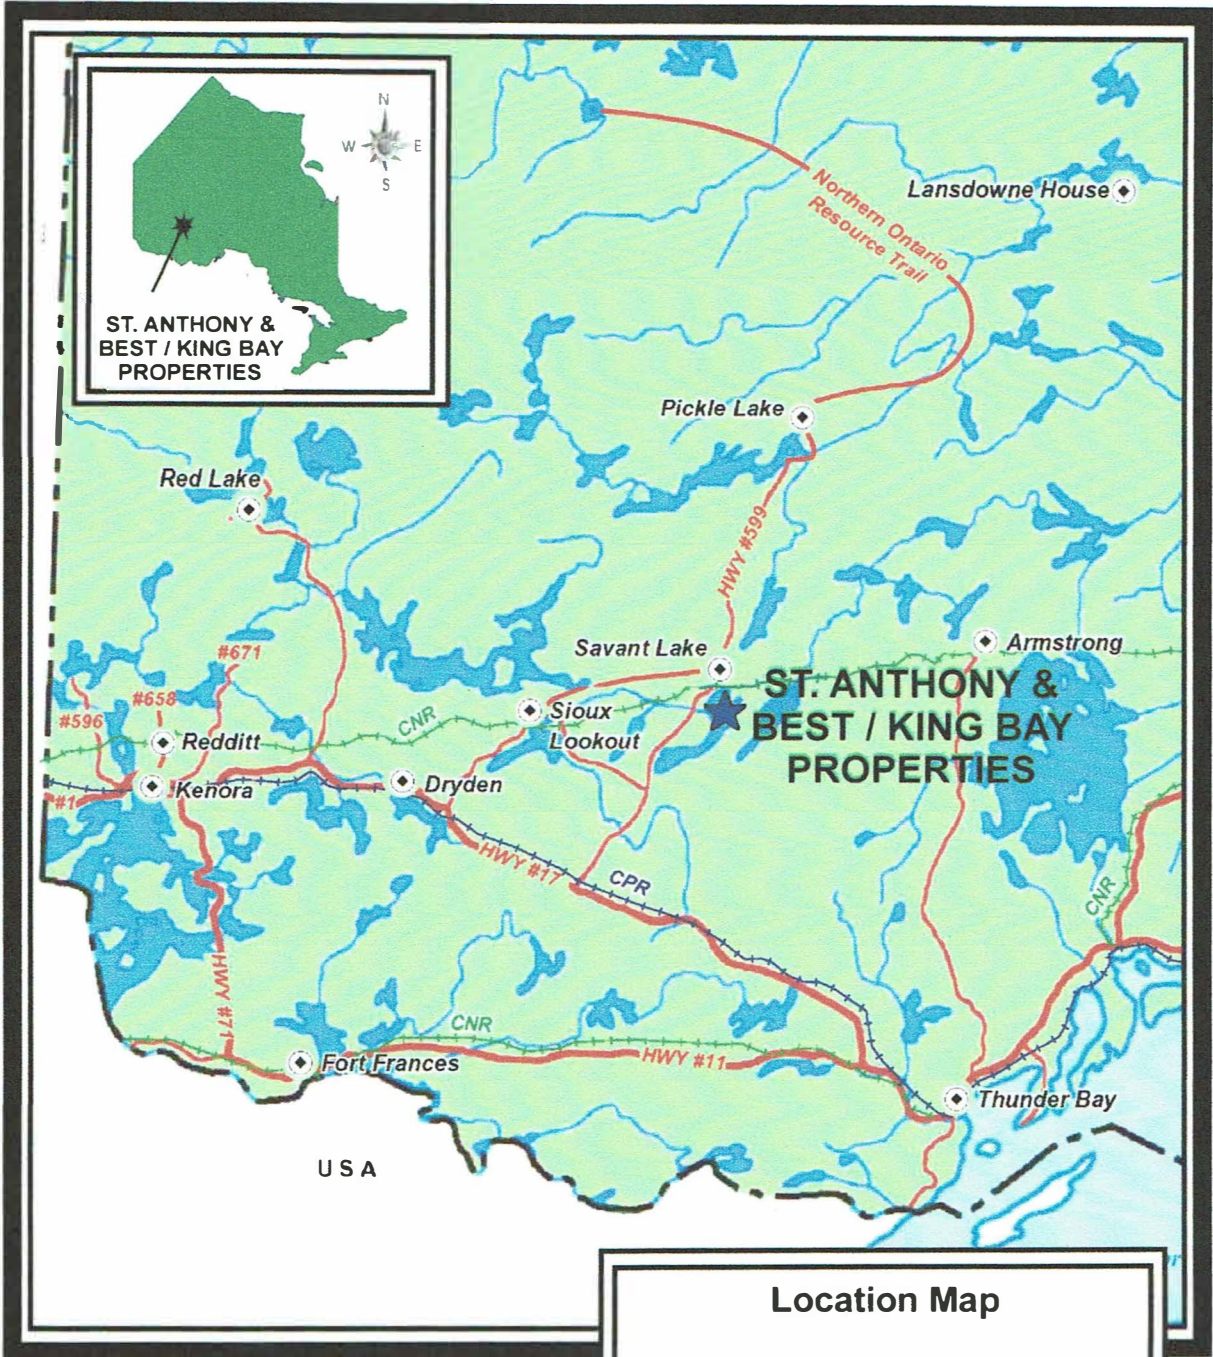 N
W
E
S
ST. ANTHONY &
BEST / KING BAY
PROPERTIES
Lansdowne House
Northern Ontario
Resource Trail
Pickle Lake
Red Lake
HWY #599
Savant Lake
Armstrong
#671
#658
#596
ST. ANTHONY &
BEST / KING BAY
PROPERTIES
CNR
Sioux
Lookout
Redditt
Kenora
#1
Dryden
HWY #17
CPR
CNR
HWY #71
CNR
Fort Frances
HWY #11
Thunder Bay
USA
Location Map